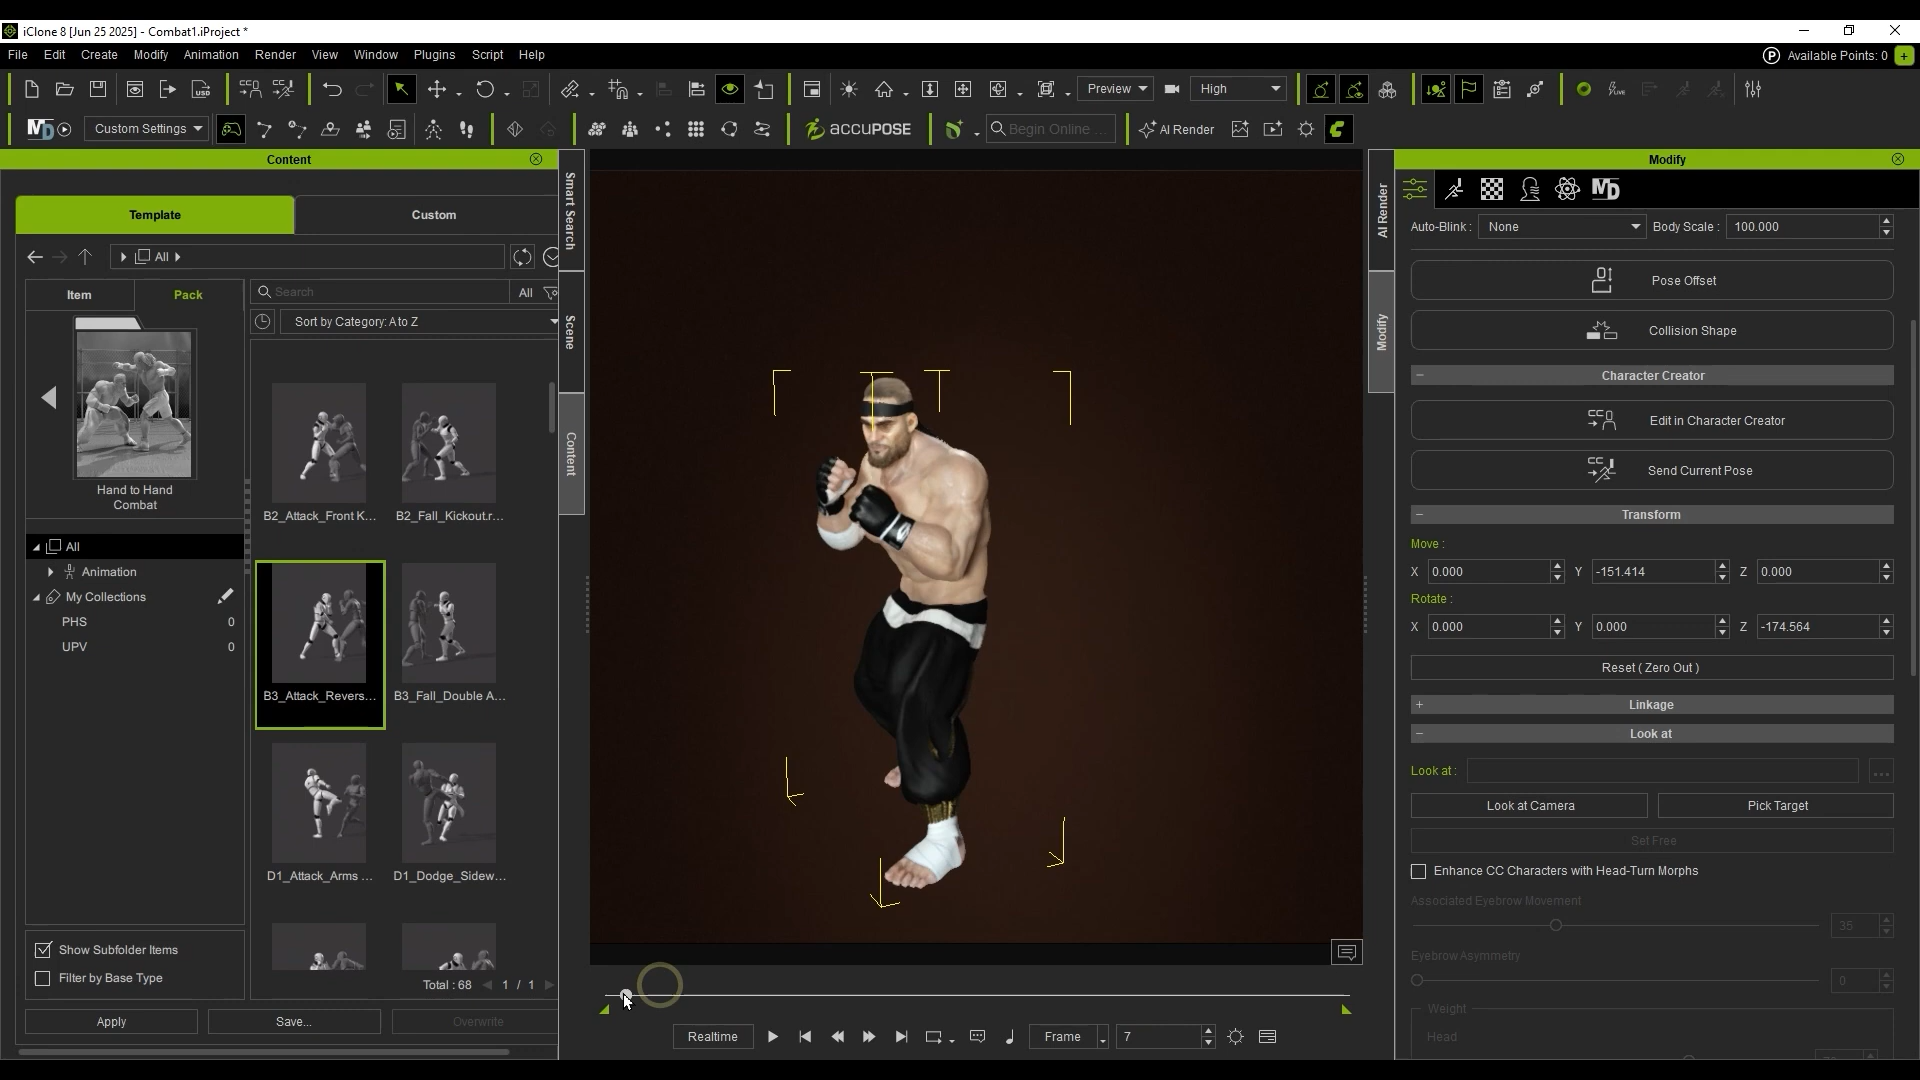 iClone 8 [Jun 25 2025] - Combat1.iProject *
File Edit Create Modify Animation Render View Window Plugins Script Help
P Available Points: 0 +
Preview High
MD Custom Settings ACCUPOSE Begin Online ... AI Render
Content
Template Custom
All
Item Pack
Search All
Sort by Category: A to Z
Hand to Hand
Combat
All
Animation
My Collections
PHS 0
UPV 0
B2_Attack_Front K... B2_Fall_Kickout.r...
B3_Attack_Revers... B3_Fall_Double A...
D1_Attack_Arms ... D1_Dodge_Sidew...
Show Subfolder Items
Filter by Base Type
Total : 68 1 / 1
Apply Save... Overwrite
Smart Search
Scene
Content
Realtime Frame 7
AI Render
Modify
Modify
MD
Auto-Blink : None Body Scale : 100.000
Pose Offset
Collision Shape
Character Creator
Edit in Character Creator
Send Current Pose
Transform
Move :
X 0.000 Y -151.414 Z 0.000
Rotate :
X 0.000 Y 0.000 Z -174.564
Reset ( Zero Out )
Linkage
Look at
Look at : ...
Look at Camera Pick Target
Set Free
Enhance CC Characters with Head-Turn Morphs
Associated Eyebrow Movement
35
Eyebrow Asymmetry
0
Weight
Head